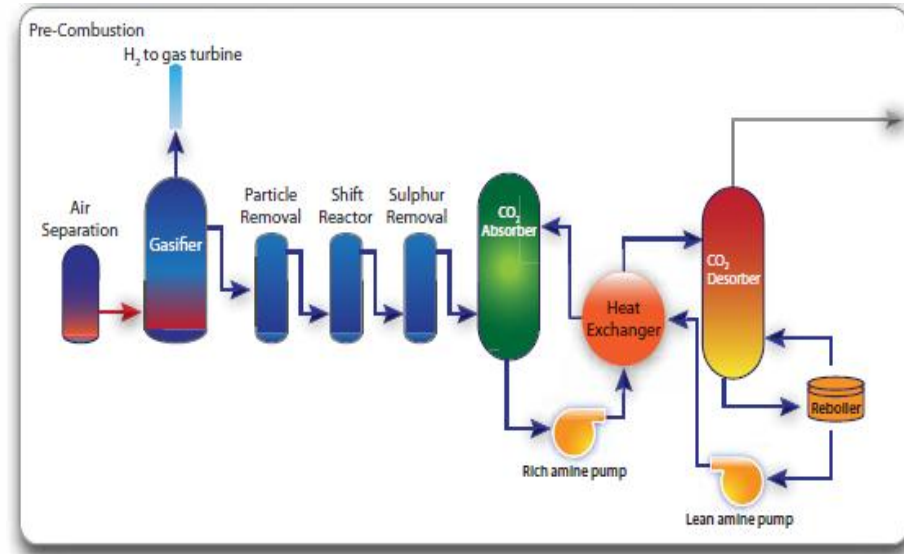 Pre-Combustion
H₂ to gas turbine
Air
Separation
Gasifier
Particle
Removal
Shift
Reactor
Sulphur
Removal
CO₂
Absorber
Heat
Exchanger
CO₂
Desorber
Reboiler
Rich amine pump
Lean amine pump